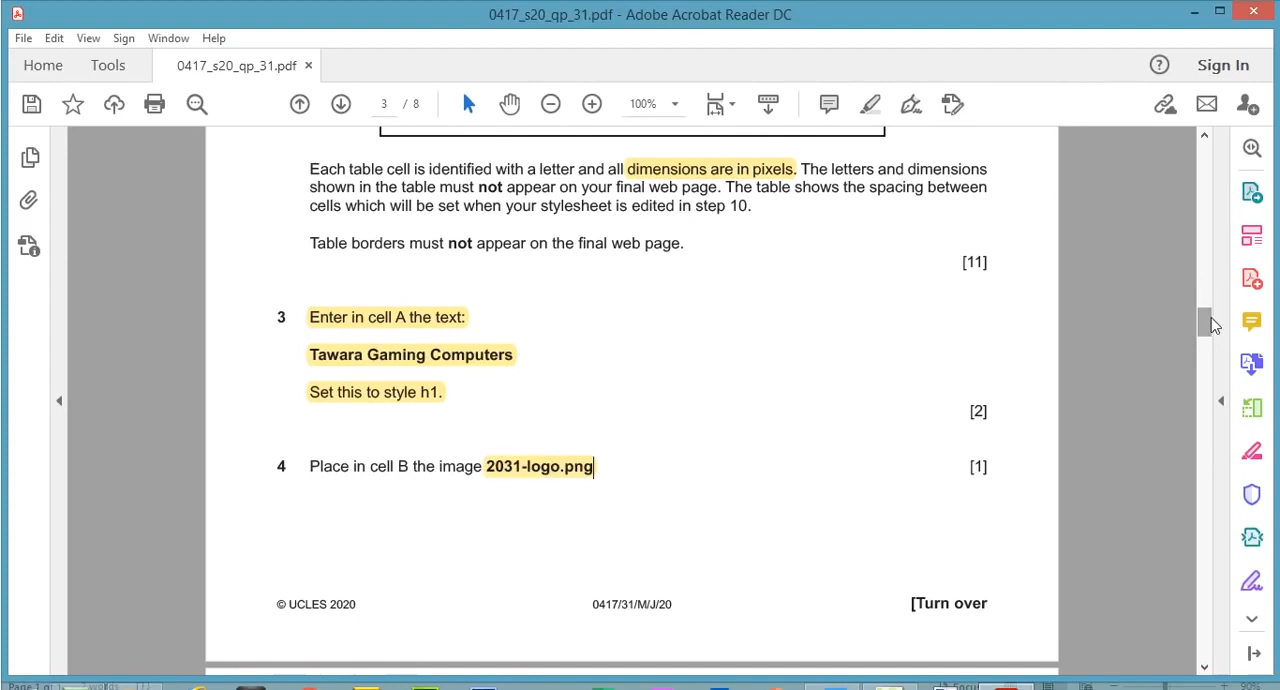 0417_s20_qp_31.pdf - Adobe Acrobat Reader DC
File Edit View Sign Window Help
Home Tools 0417_s20_qp_31.pdf × Sign In
3 / 8 100%
Each table cell is identified with a letter and all dimensions are in pixels. The letters and dimensions
shown in the table must not appear on your final web page. The table shows the spacing between
cells which will be set when your stylesheet is edited in step 10.
Table borders must not appear on the final web page.
[11]
3 Enter in cell A the text:
Tawara Gaming Computers
Set this to style h1.
[2]
4 Place in cell B the image 2031-logo.png [1]
© UCLES 2020 0417/31/M/J/20 [Turn over
90%